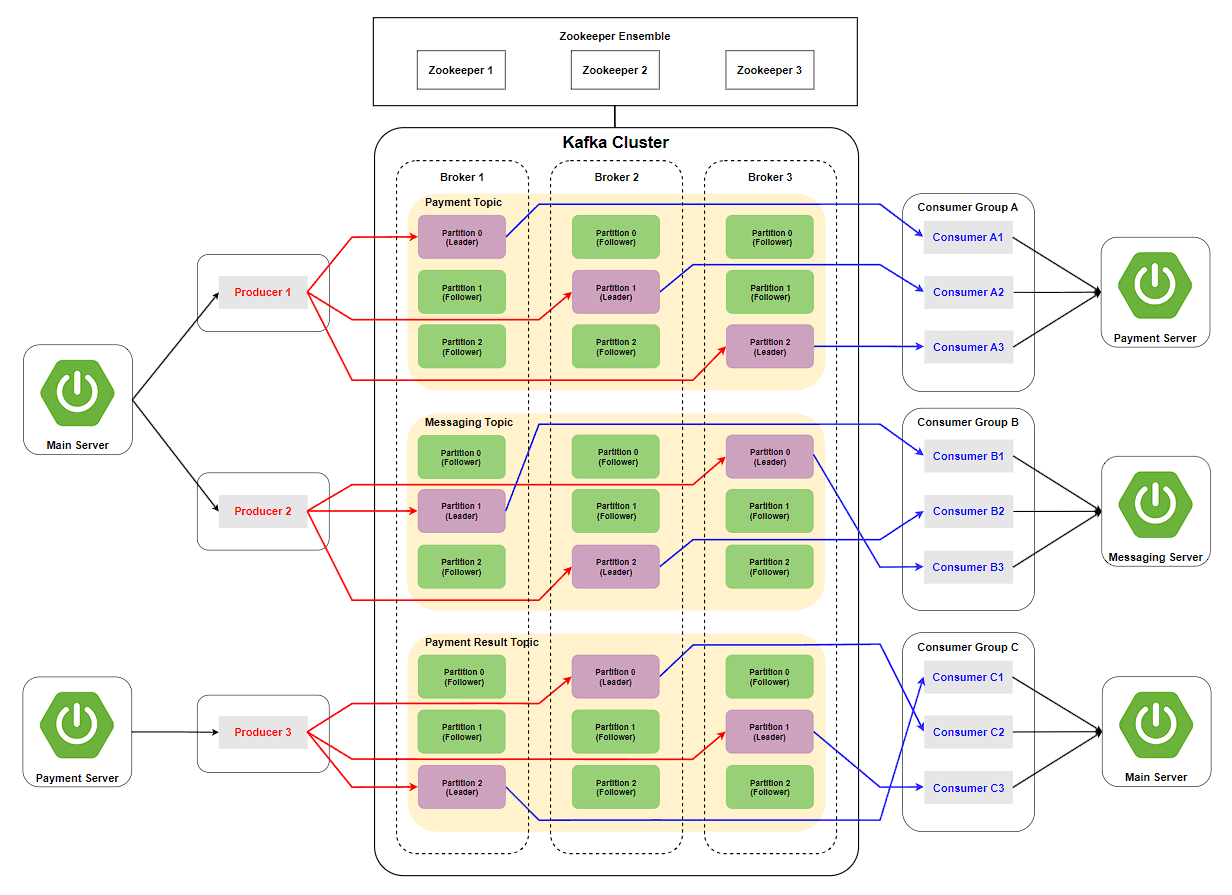 Zookeeper Ensemble
Zookeeper 1
Zookeeper 2
Zookeeper 3
Kafka Cluster
Broker 1
Broker 2
Broker 3
Payment Topic
Partition 0
(Leader)
Partition 0
(Follower)
Partition 0
(Follower)
Partition 1
(Follower)
Partition 1
(Leader)
Partition 1
(Follower)
Partition 2
(Follower)
Partition 2
(Follower)
Partition 2
(Leader)
Messaging Topic
Partition 0
(Follower)
Partition 0
(Follower)
Partition 0
(Leader)
Partition 1
(Leader)
Partition 1
(Follower)
Partition 1
(Follower)
Partition 2
(Follower)
Partition 2
(Leader)
Partition 2
(Follower)
Payment Result Topic
Partition 0
(Follower)
Partition 0
(Leader)
Partition 0
(Follower)
Partition 1
(Follower)
Partition 1
(Follower)
Partition 1
(Leader)
Partition 2
(Leader)
Partition 2
(Follower)
Partition 2
(Follower)
Producer 1
Main Server
Producer 2
Producer 3
Payment Server
Consumer Group A
Consumer A1
Consumer A2
Consumer A3
Payment Server
Consumer Group B
Consumer B1
Consumer B2
Consumer B3
Messaging Server
Consumer Group C
Consumer C1
Consumer C2
Consumer C3
Main Server